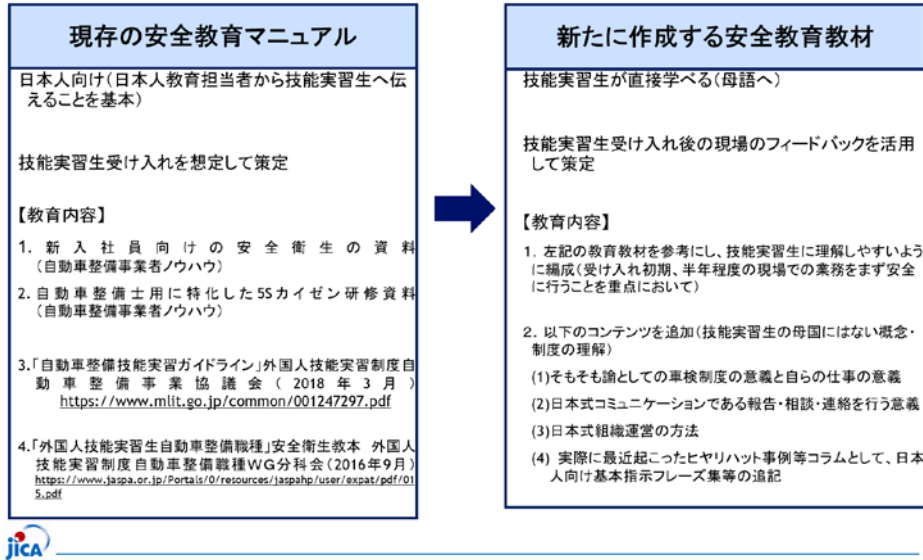 現存の安全教育マニュアル
日本人向け(日本人教育担当者から技能実習生へ伝
えることを基本)
技能実習生受け入れを想定して策定
【教育内容】
1. 新入社員向けの安全衛生の資料
(自動車整備事業者ノウハウ)
2. 自動車整備士用に特化した5Sカイゼン研修資料
(自動車整備事業者ノウハウ)
3.「自動車整備技能実習ガイドライン」外国人技能実習制度自
動車整備事業協議会(2018年3月)
https://www.mlit.go.jp/common/001247297.pdf
4.「外国人技能実習生自動車整備職種」安全衛生教本 外国人
技能実習制度自動車整備職種WG分科会(2016年9月)
https://www.jaspa.or.jp/Portals/0/resources/jaspahp/user/expat/pdf/01
5.pdf
新たに作成する安全教育教材
技能実習生が直接学べる(母語へ)
技能実習生受け入れ後の現場のフィードバックを活用
して策定
【教育内容】
1. 左記の教育教材を参考にし、技能実習生に理解しやすいよう
に編成(受け入れ初期、半年程度の現場での業務をまず安全
に行うことを重点において)
2. 以下のコンテンツを追加(技能実習生の母国にはない概念・
制度の理解)
(1)そもそも論としての車検制度の意義と自らの仕事の意義
(2)日本式コミュニケーションである報告・相談・連絡を行う意義
(3)日本式組織運営の方法
(4) 実際に最近起こったヒヤリハット事例等コラムとして、日本
人向け基本指示フレーズ集等の追記
jICA